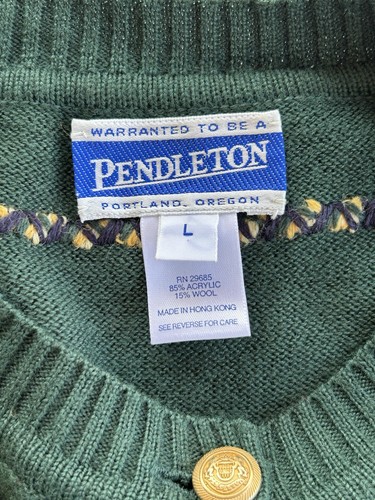 WARRANTED TO BE A
PENDLETON
PORTLAND, OREGON
L
RN 29685
85% ACRYLIC
15% WOOL
MADE IN HONG KONG
SEE REVERSE FOR CARE